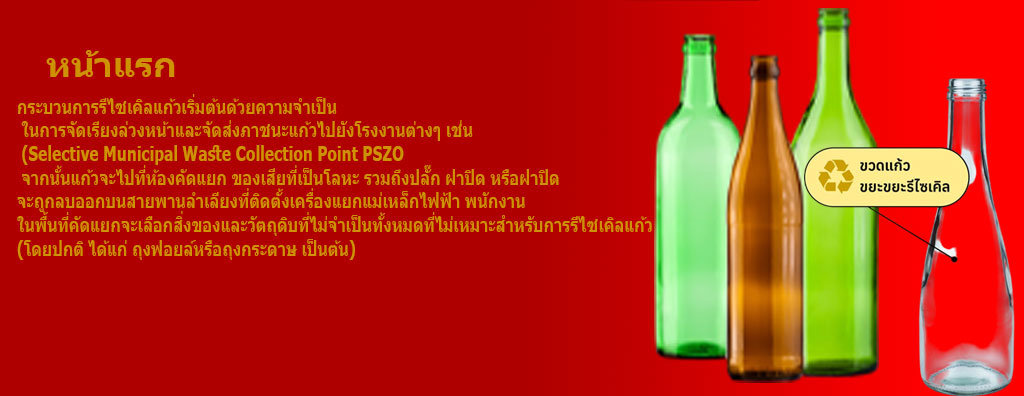 หน้าแรก
กระบวนการรีไซเคิลแก้วเริ่มต้นด้วยความจำเป็น
ในการจัดเรียงล่วงหน้าและจัดส่งภาชนะแก้วไปยังโรงงานต่างๆ เช่น
(Selective Municipal Waste Collection Point PSZO
จากนั้นแก้วจะไปที่ห้องคัดแยก ของเสียที่เป็นโลหะ รวมถึงปลั๊ก ฝาปิด หรือฝาปิด
จะถูกลบออกบนสายพานลำเลียงที่ติดตั้งเครื่องแยกแม่เหล็กไฟฟ้า พนักงาน
ในพื้นที่คัดแยกจะเลือกสิ่งของและวัตถุดิบที่ไม่จำเป็นทั้งหมดที่ไม่เหมาะสำหรับการรีไซเคิลแก้ว
(โดยปกติ ได้แก่ ถุงฟอยล์หรือถุงกระดาษ เป็นต้น)
ขวดแก้ว
ขยะขยะรีไซเคิล